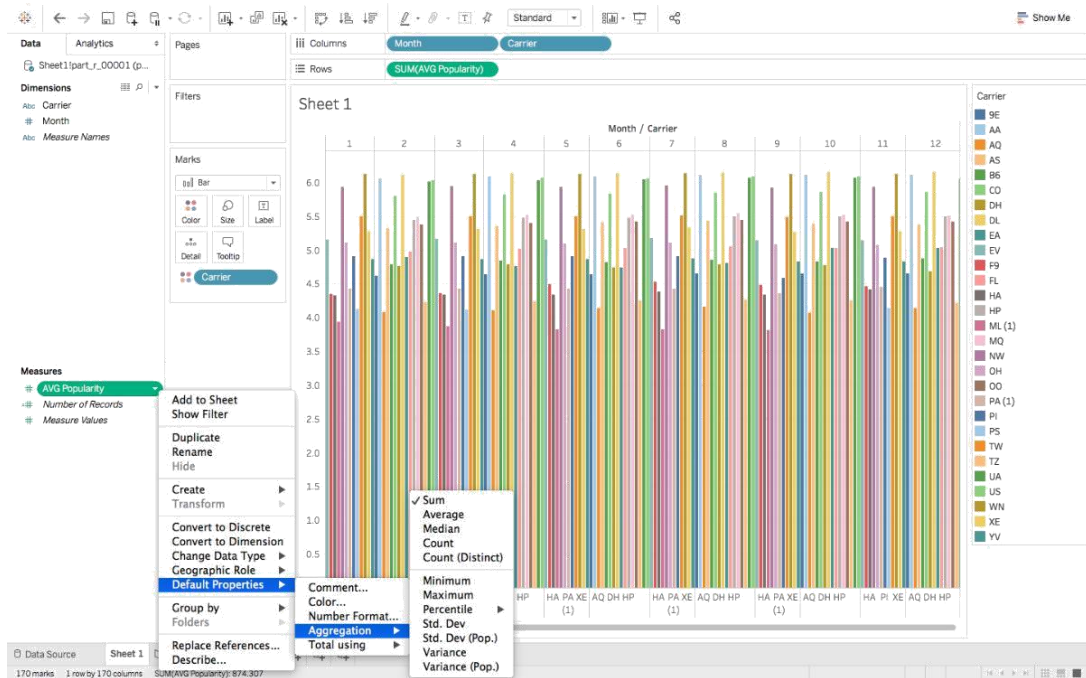 Standard
Show Me
Data
Analytics
Pages
Columns
Month
Carrier
Sheet1!part_r_00001 (p...
Rows
SUM(AVG Popularity)
Dimensions
Filters
Abc Carrier
# Month
Abc Measure Names
Sheet 1
Carrier
9E
AA
AQ
AS
B6
CO
DH
DL
EA
EV
F9
FL
HA
HP
ML (1)
MQ
NW
OH
OO
PA (1)
PI
PS
TW
TZ
UA
US
WN
XE
YV
Month / Carrier
1 2 3 4 5 6 7 8 9 10 11 12
Marks
Bar
Color Size Label
Detail Tooltip
Carrier
6.0
5.5
5.0
4.5
4.0
3.5
3.0
2.5
2.0
1.5
1.0
0.5
HP HA PA XE AQ DH HP HA PA XE AQ DH HP HA PA XE AQ DH HP HA PI XE AQ DH HP
(1) (1) (1)
Measures
# AVG Popularity
=# Number of Records
# Measure Values
Add to Sheet
Show Filter
Duplicate
Rename
Hide
Create
Transform
Convert to Discrete
Convert to Dimension
Change Data Type
Geographic Role
Default Properties
Group by
Folders
Replace References...
Describe...
Comment...
Color...
Number Format...
Aggregation
Total using
✓ Sum
Average
Median
Count
Count (Distinct)
Minimum
Maximum
Percentile
Std. Dev
Std. Dev (Pop.)
Variance
Variance (Pop.)
Data Source
Sheet 1
170 marks 1 row by 170 columns SUM(AVG Popularity): 874.307